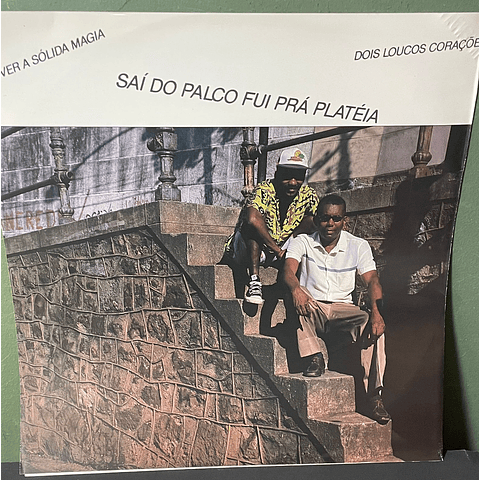 VER A SÓLIDA MAGIA
DOIS LOUCOS CORAÇÕE
SAÍ DO PALCO FUI PRÁ PLATÉIA